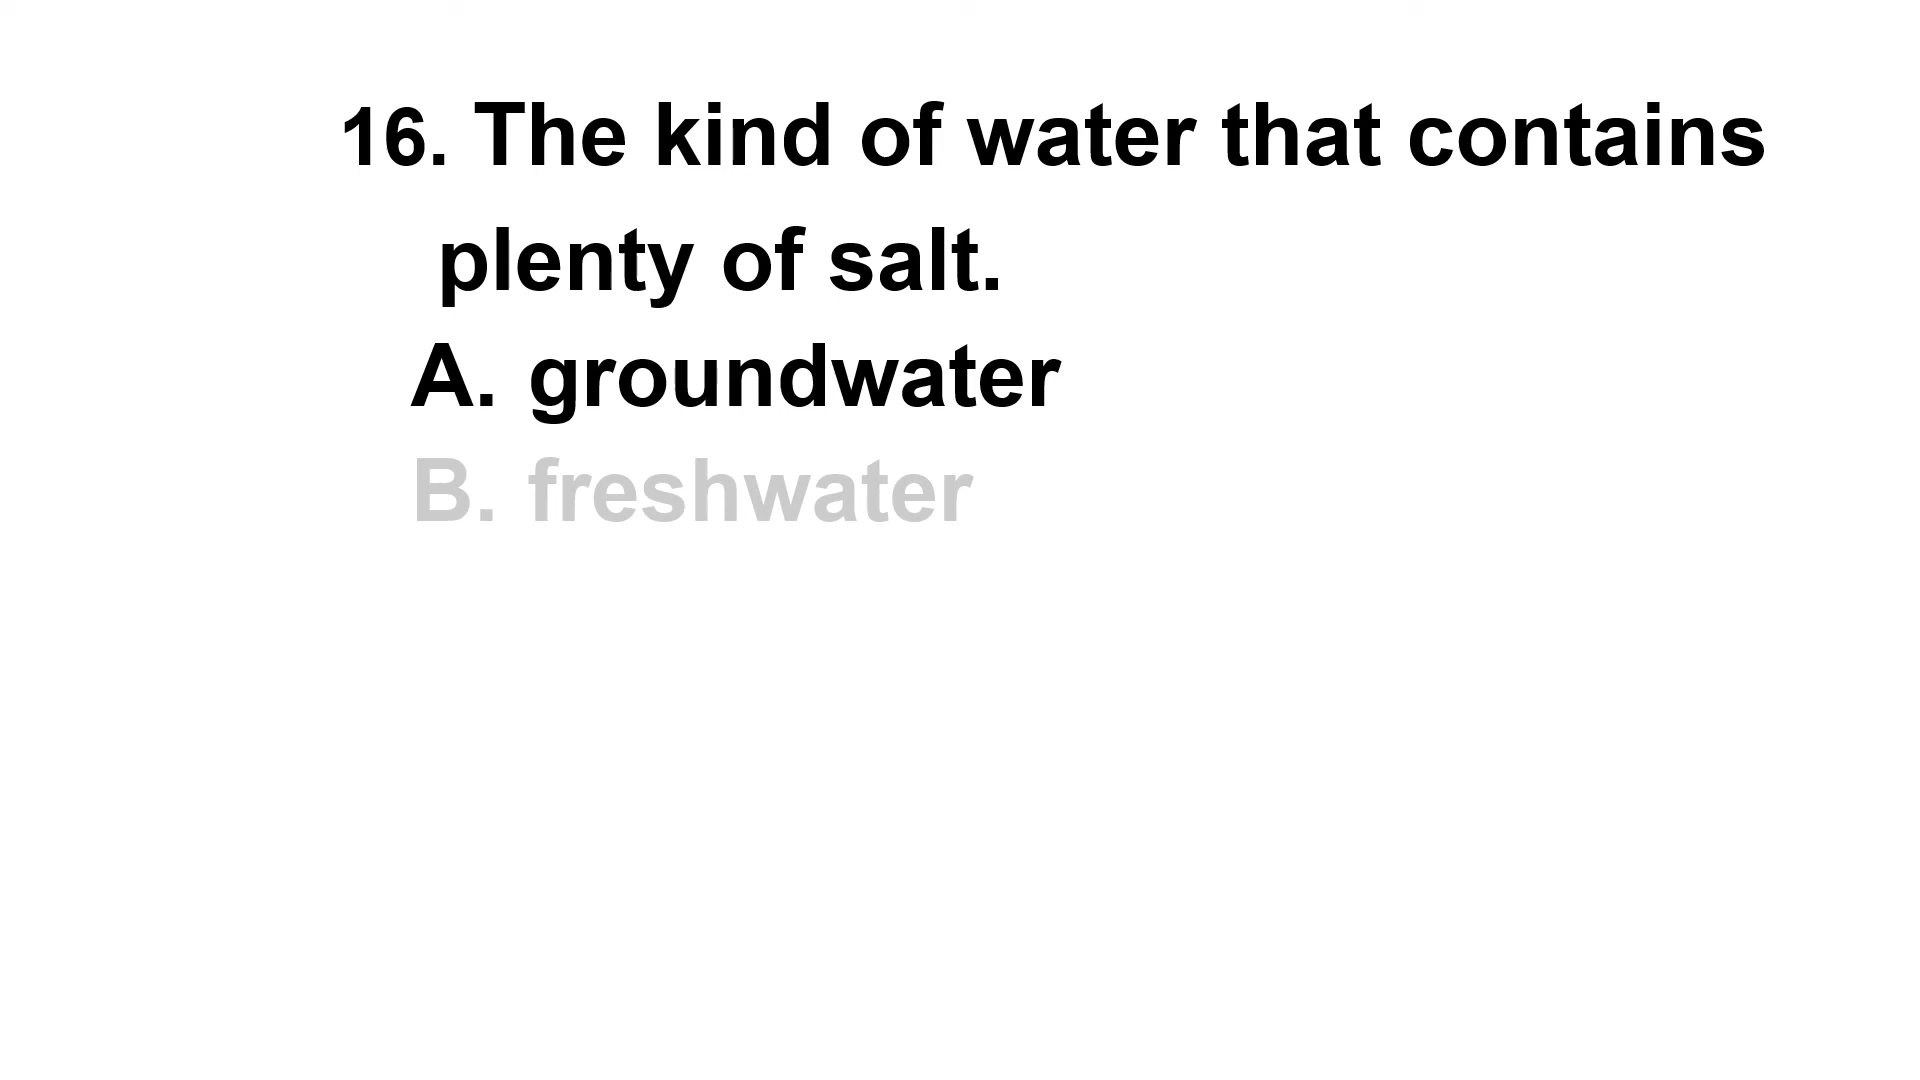 16. The kind of water that contains
plenty of salt.
A. groundwater
B. freshwater